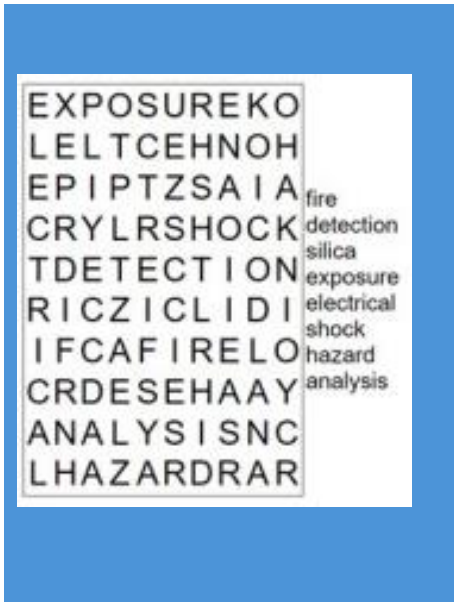 EXPOSUREKO
LELTCEHNOH
EPIPTZSAIA
CRYLRSHOCK
TDETECTION
RICZICLIDI
IFCAFIRELO
CRDESEHAAY
ANALYSISNC
LHAZARDRAR
fire
detection
silica
exposure
electrical
shock
hazard
analysis